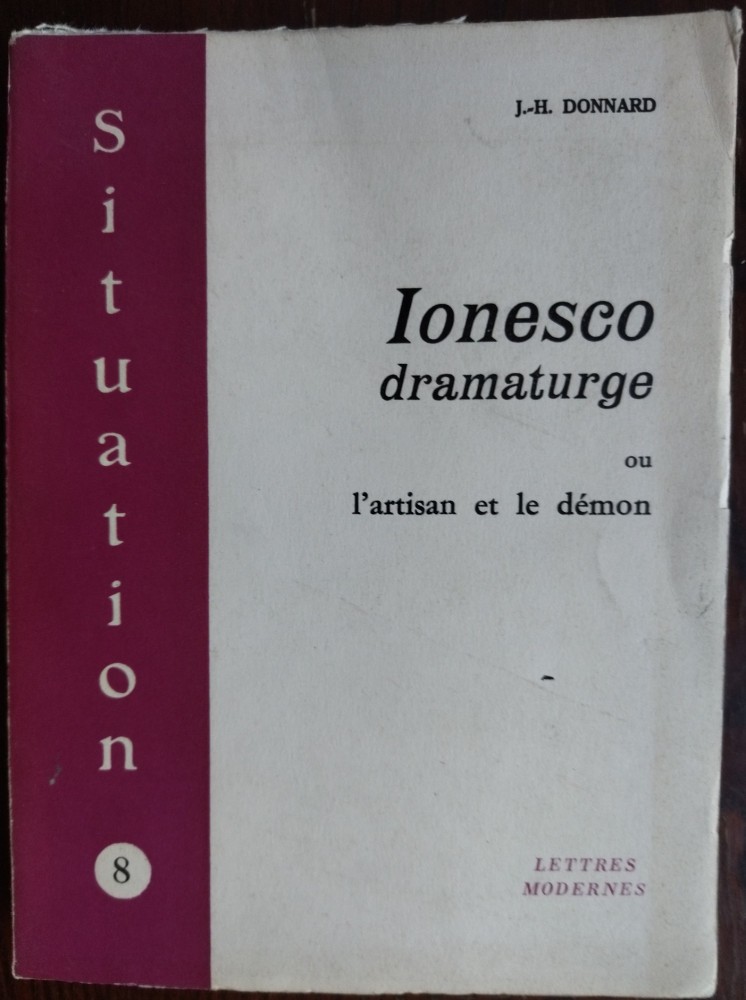 Situation
8
J.-H. DONNARD
Ionesco
dramaturge
ou
l'artisan et le démon
LETTRES
MODERNES